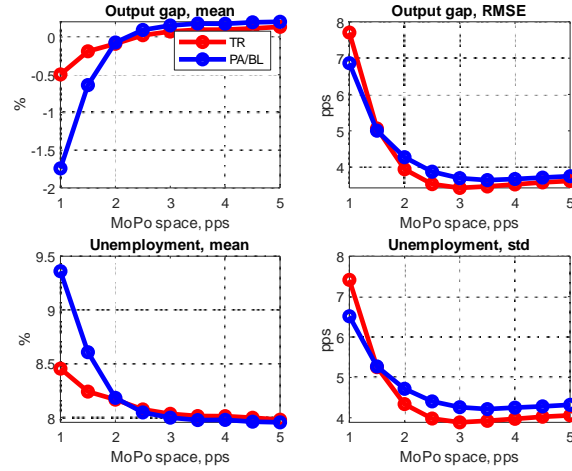 Output gap, mean
0
-0.5
-1
-1.5
-2
%
1 2 3 4 5
MoPo space, pps
TR
PA/BL
Output gap, RMSE
8
7
6
5
4
pps
1 2 3 4 5
MoPo space, pps
Unemployment, mean
9.5
9
8.5
8
%
1 2 3 4 5
MoPo space, pps
Unemployment, std
8
7
6
5
4
pps
1 2 3 4 5
MoPo space, pps